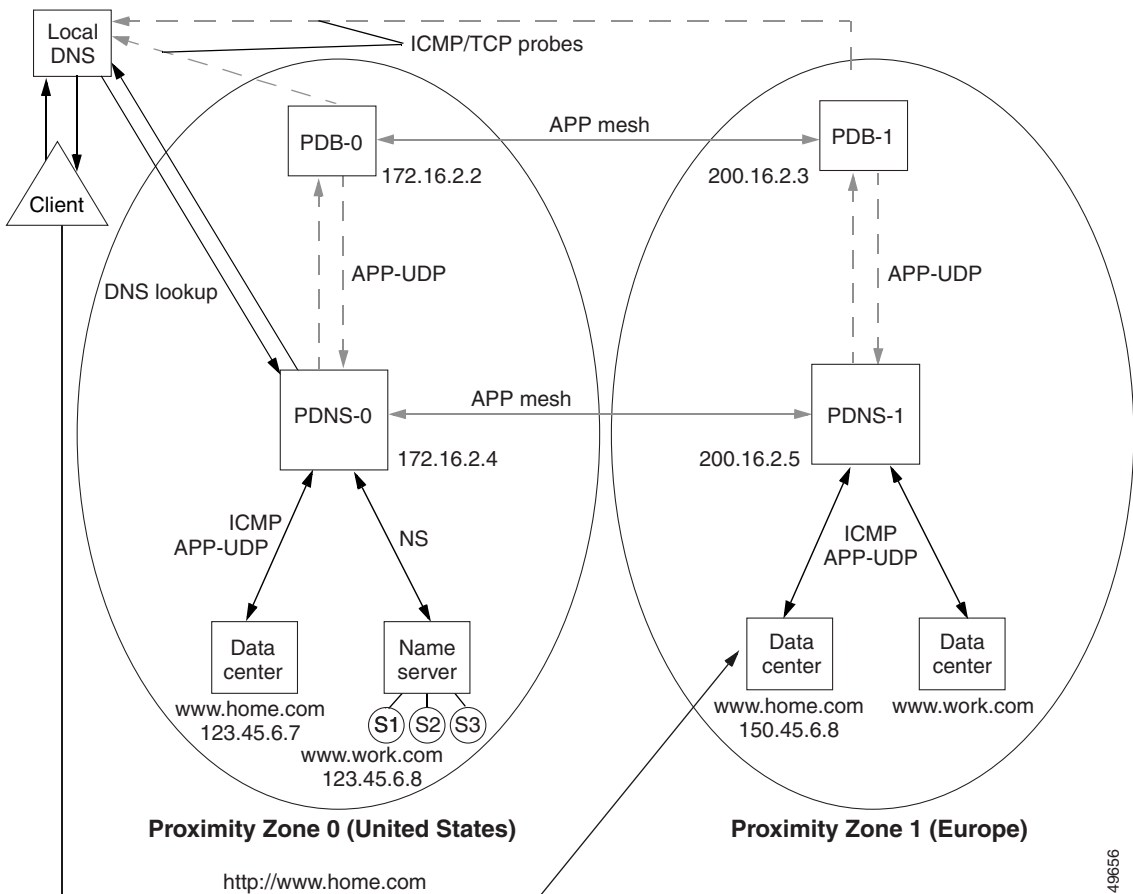 Local
DNS
ICMP/TCP probes
PDB-0
APP mesh
PDB-1
172.16.2.2
200.16.2.3
Client
APP-UDP
APP-UDP
DNS lookup
PDNS-0
APP mesh
PDNS-1
172.16.2.4
200.16.2.5
ICMP
APP-UDP
NS
ICMP
APP-UDP
Data
center
Name
server
Data
center
Data
center
www.home.com
123.45.6.7
S1
S2
S3
www.work.com
123.45.6.8
www.home.com
150.45.6.8
www.work.com
Proximity Zone 0 (United States)
Proximity Zone 1 (Europe)
http://www.home.com
49656